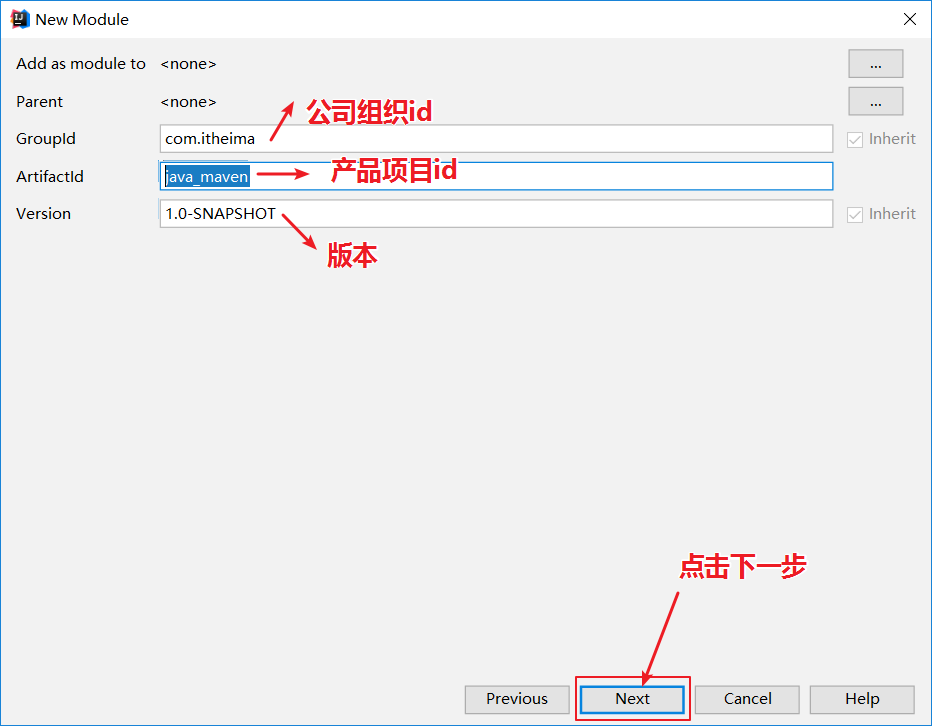 New Module
Add as module to <none> ...
Parent <none> ...
公司组织id
GroupId com.itheima Inherit
产品项目id
ArtifactId java_maven
Version 1.0-SNAPSHOT Inherit
版本
点击下一步
Previous Next Cancel Help